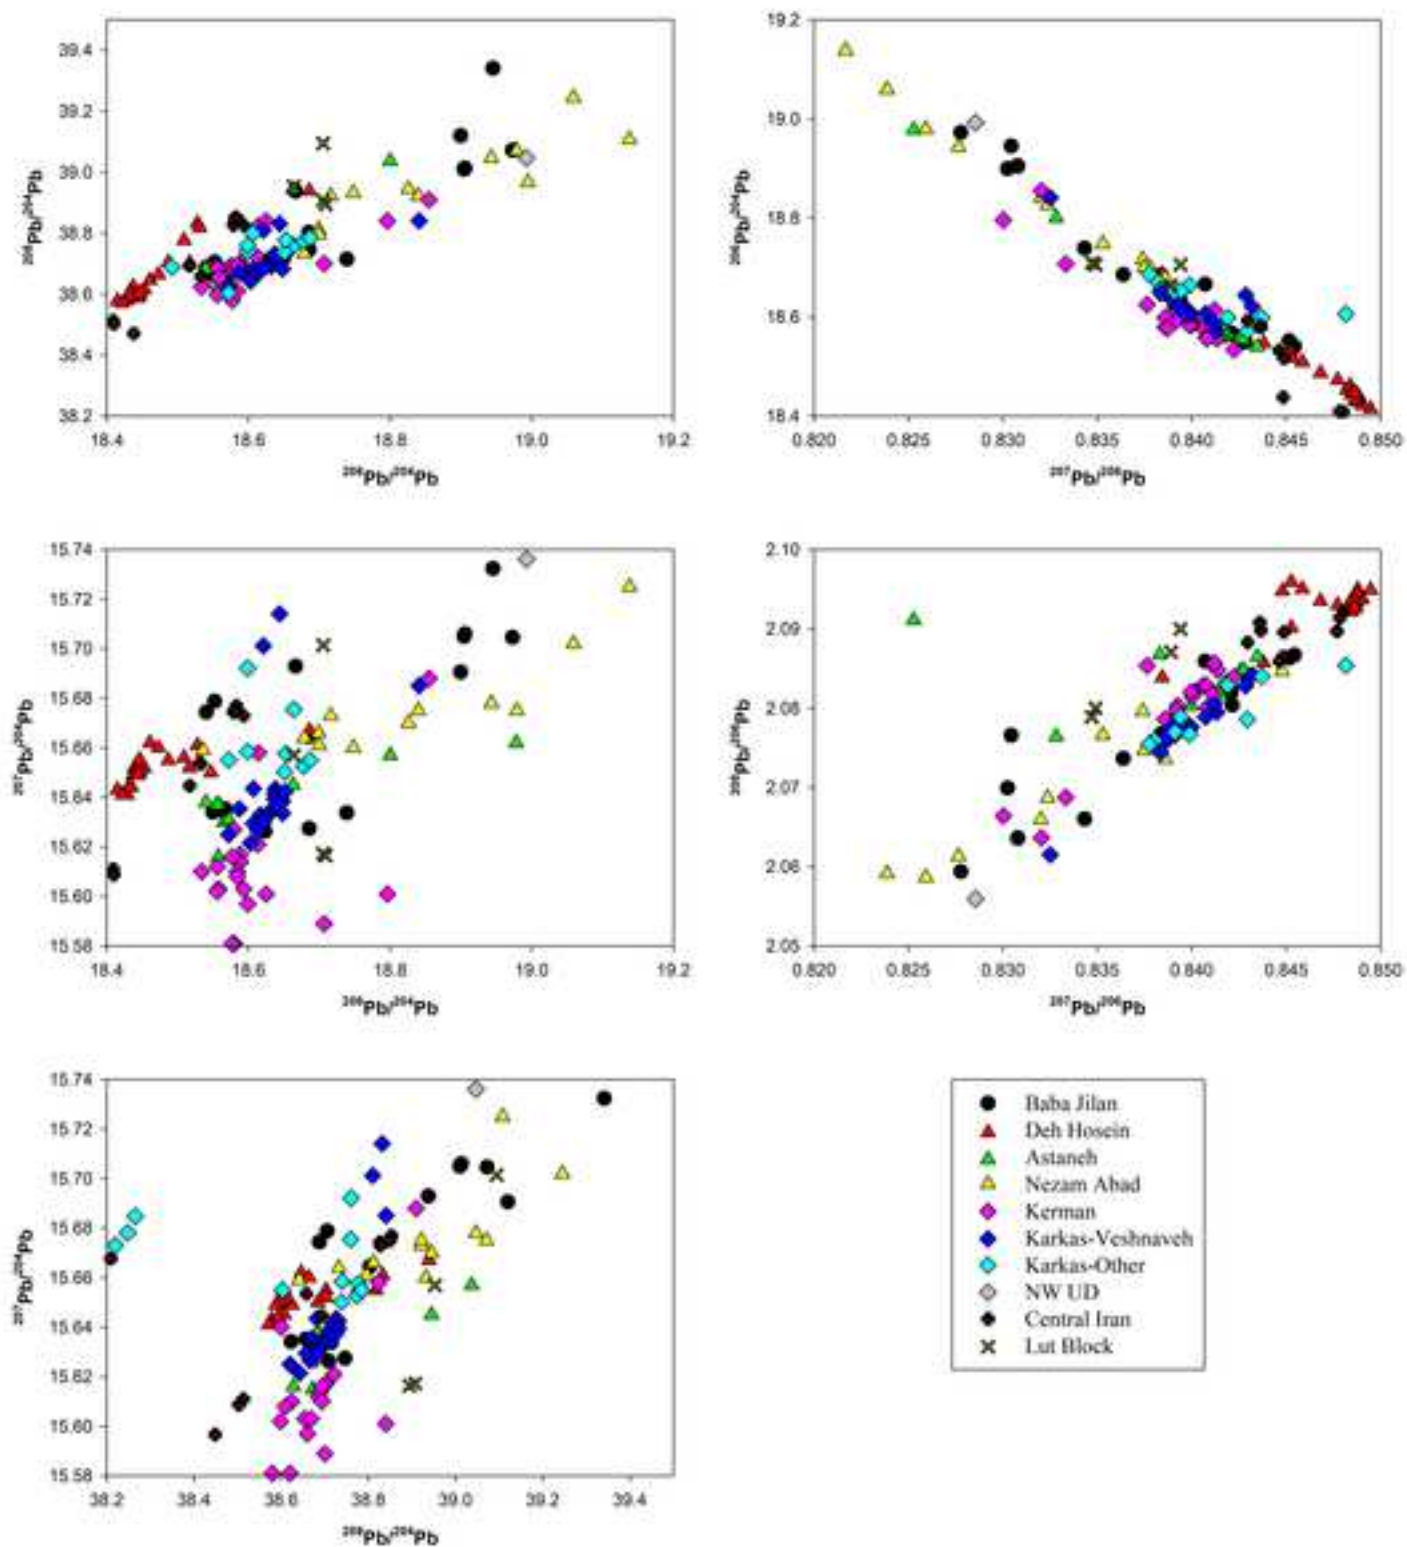 39.4
39.2
39.0
38.8
38.6
38.4
38.2
²⁰⁸Pb/²⁰⁴Pb
18.4 18.6 18.8 19.0 19.2
²⁰⁶Pb/²⁰⁴Pb
19.2
19.0
18.8
18.6
18.4
²⁰⁶Pb/²⁰⁴Pb
0.820 0.825 0.830 0.835 0.840 0.845 0.850
²⁰⁷Pb/²⁰⁶Pb
15.74
15.72
15.70
15.68
15.66
15.64
15.62
15.60
15.58
²⁰⁷Pb/²⁰⁴Pb
18.4 18.6 18.8 19.0 19.2
²⁰⁶Pb/²⁰⁴Pb
2.10
2.09
2.08
2.07
2.06
2.05
²⁰⁸Pb/²⁰⁶Pb
0.820 0.825 0.830 0.835 0.840 0.845 0.850
²⁰⁷Pb/²⁰⁶Pb
15.74
15.72
15.70
15.68
15.66
15.64
15.62
15.60
15.58
²⁰⁷Pb/²⁰⁴Pb
38.2 38.4 38.6 38.8 39.0 39.2 39.4
²⁰⁸Pb/²⁰⁴Pb
Baba Jilan
Deh Hosein
Astaneh
Nezam Abad
Kerman
Karkas-Veshnaveh
Karkas-Other
NW UD
Central Iran
Lut Block